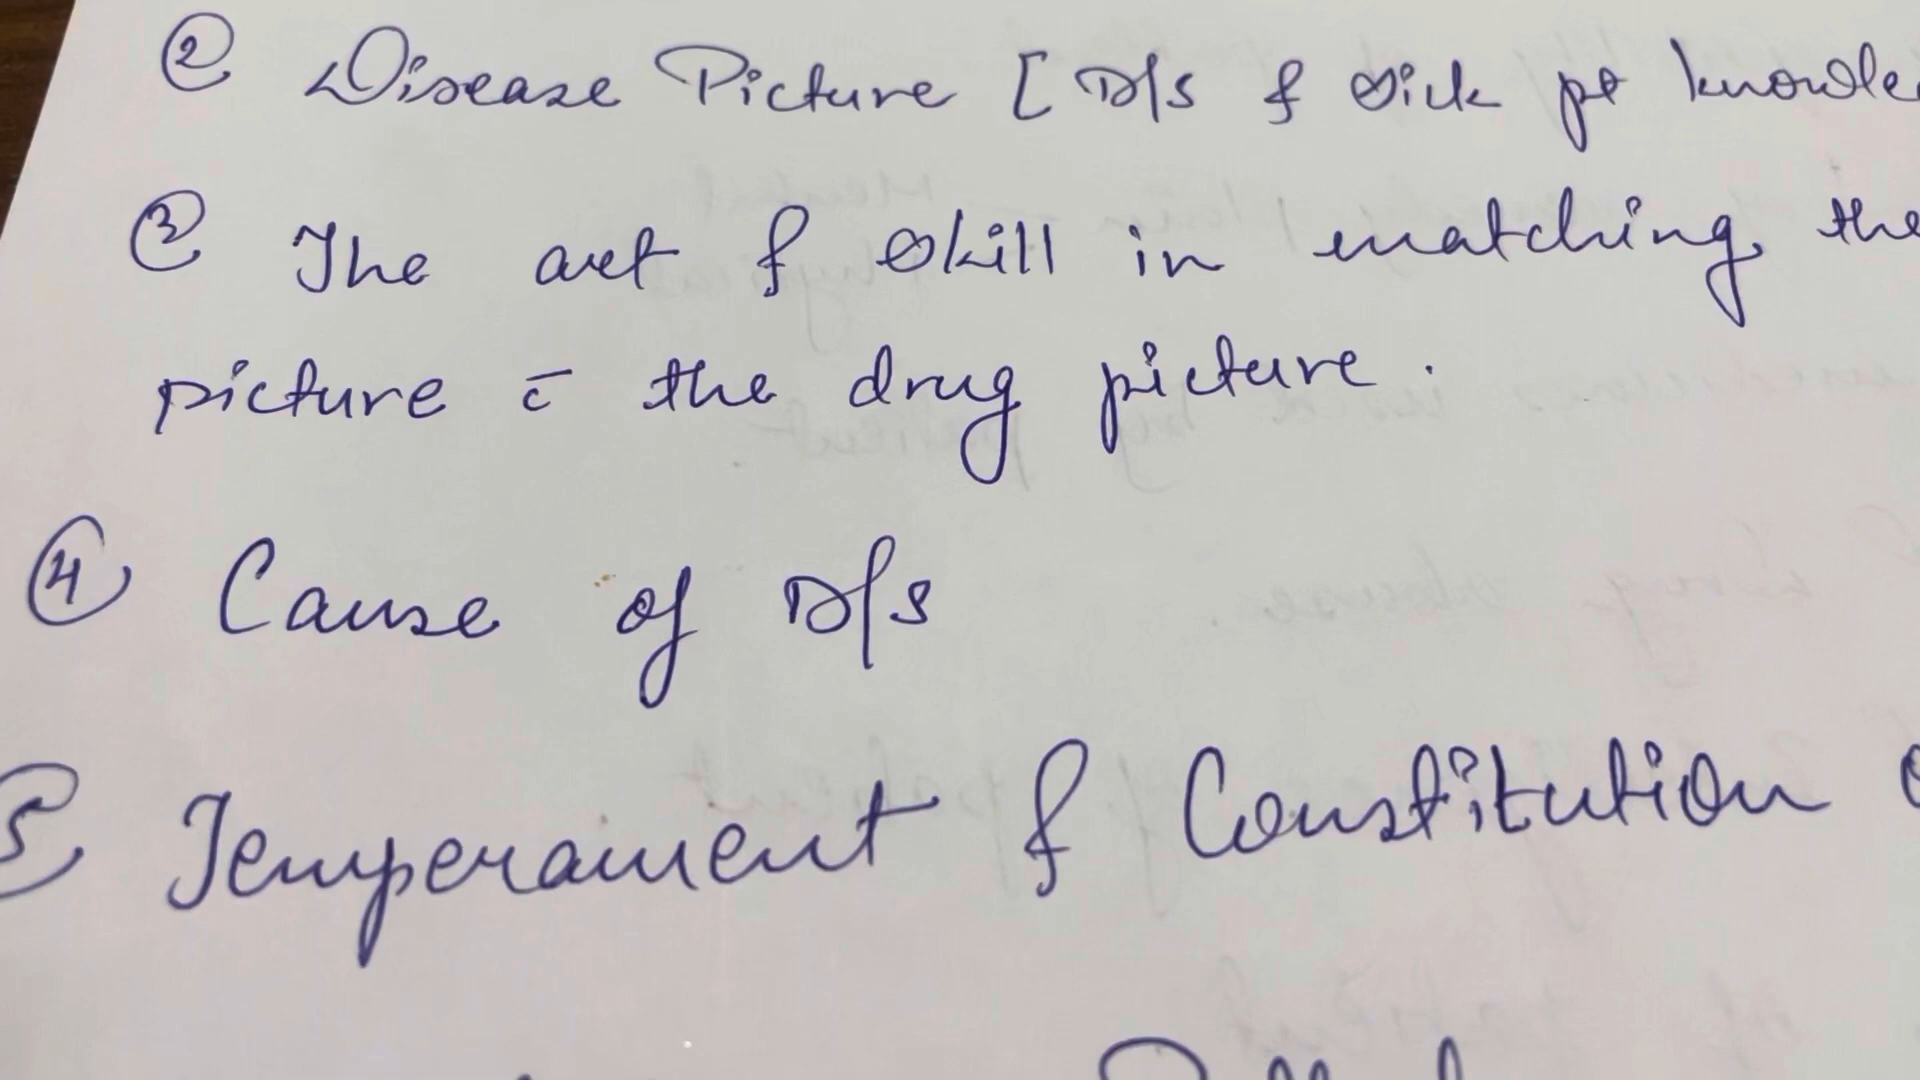 ② Disease Picture [ D/s & sick pt knowle
③ The art & skill in matching the
picture c̄ the drug picture.
④ Cause of D/s
5 Temperament & Constitution